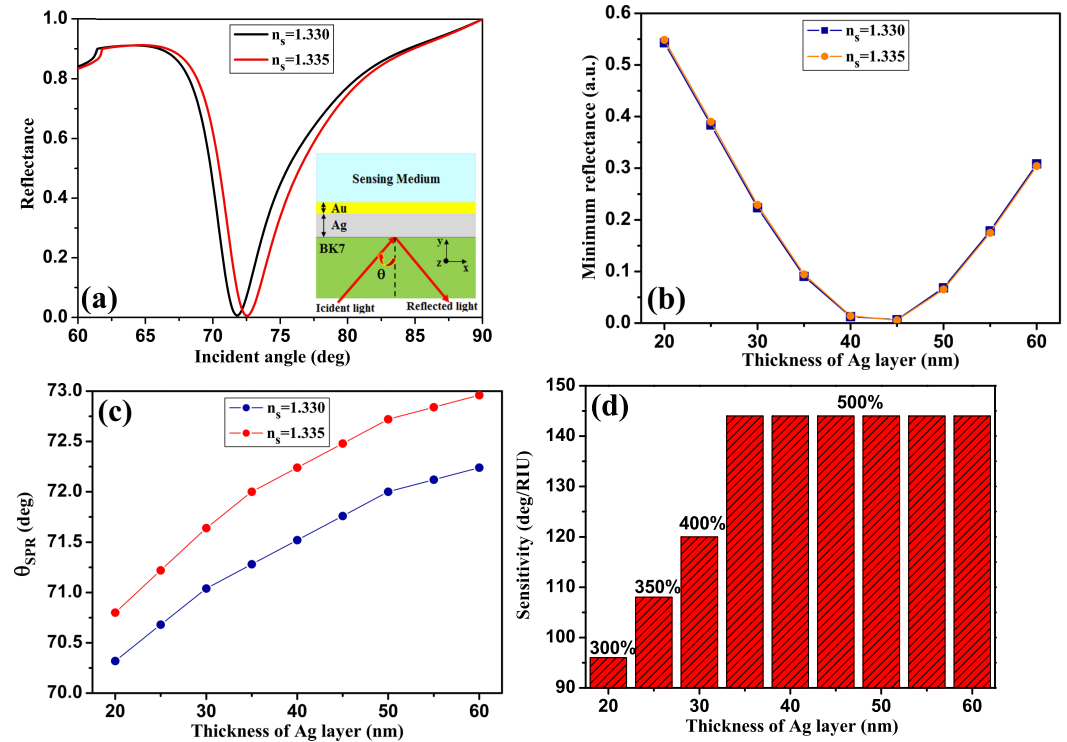 1.0
0.8
0.6
0.4
0.2
0.0
Reflectance
n_s=1.330
n_s=1.335
Sensing Medium
Au
Ag
BK7
θ
y
z
x
Icident light
Reflected light
(a)
60
65
70
75
80
85
90
Incident angle (deg)
0.6
0.5
0.4
0.3
0.2
0.1
0.0
Minimum reflectance (a.u.)
n_s=1.330
n_s=1.335
(b)
20
30
40
50
60
Thickness of Ag layer (nm)
73.0
72.5
72.0
71.5
71.0
70.5
70.0
θ_SPR (deg)
(c)
n_s=1.330
n_s=1.335
20
30
40
50
60
Thickness of Ag layer (nm)
150
140
130
120
110
100
90
Sensitivity (deg/RIU)
(d)
500%
400%
350%
300%
20
30
40
50
60
Thickness of Ag layer (nm)